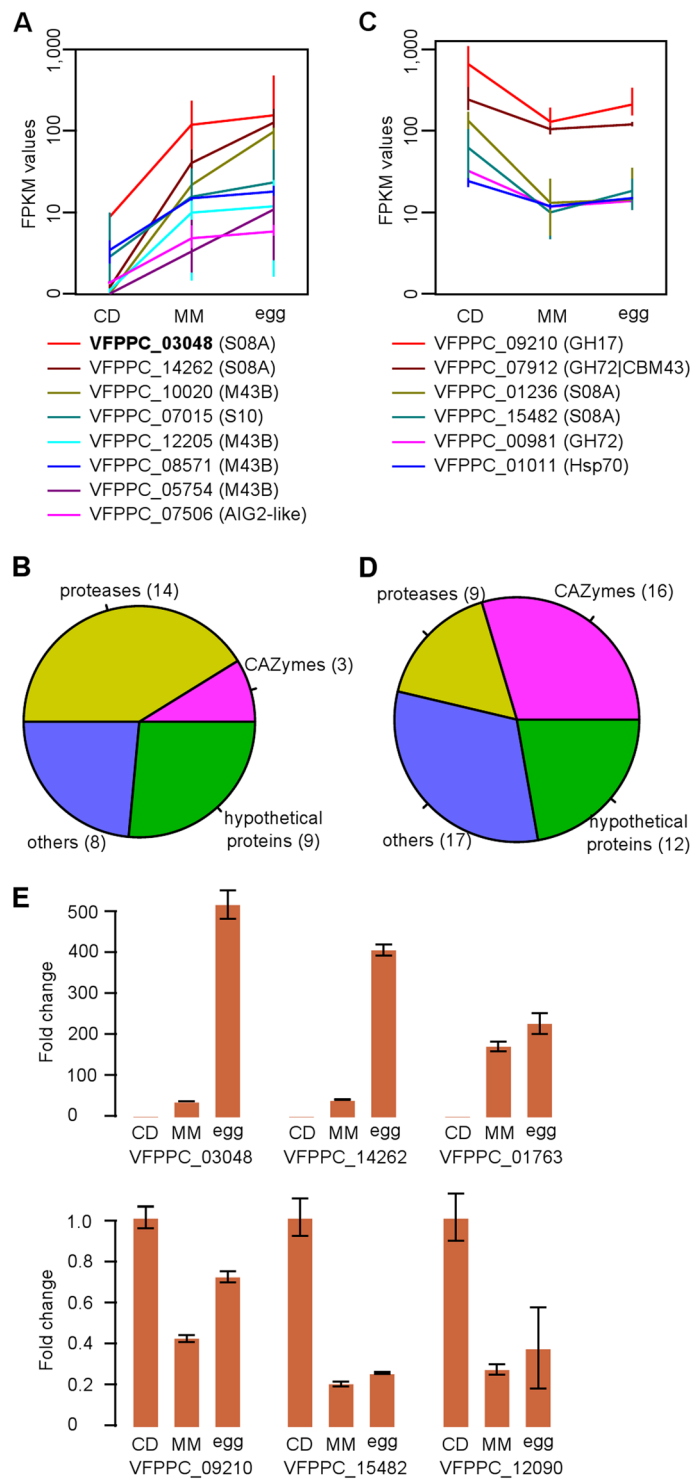 A
1,000
100
10
0
FPKM values
CD MM egg
VFPPC_03048 (S08A)
VFPPC_14262 (S08A)
VFPPC_10020 (M43B)
VFPPC_07015 (S10)
VFPPC_12205 (M43B)
VFPPC_08571 (M43B)
VFPPC_05754 (M43B)
VFPPC_07506 (AIG2-like)
C
1,000
100
10
0
FPKM values
CD MM egg
VFPPC_09210 (GH17)
VFPPC_07912 (GH72|CBM43)
VFPPC_01236 (S08A)
VFPPC_15482 (S08A)
VFPPC_00981 (GH72)
VFPPC_01011 (Hsp70)
B
proteases (14)
CAZymes (3)
others (8)
hypothetical
proteins (9)
D
proteases (9)
CAZymes (16)
others (17)
hypothetical
proteins (12)
E
Fold change
500
400
300
200
100
0
CD MM egg CD MM egg CD MM egg
VFPPC_03048 VFPPC_14262 VFPPC_01763
Fold change
1.0
0.8
0.6
0.4
0.2
0
CD MM egg CD MM egg CD MM egg
VFPPC_09210 VFPPC_15482 VFPPC_12090